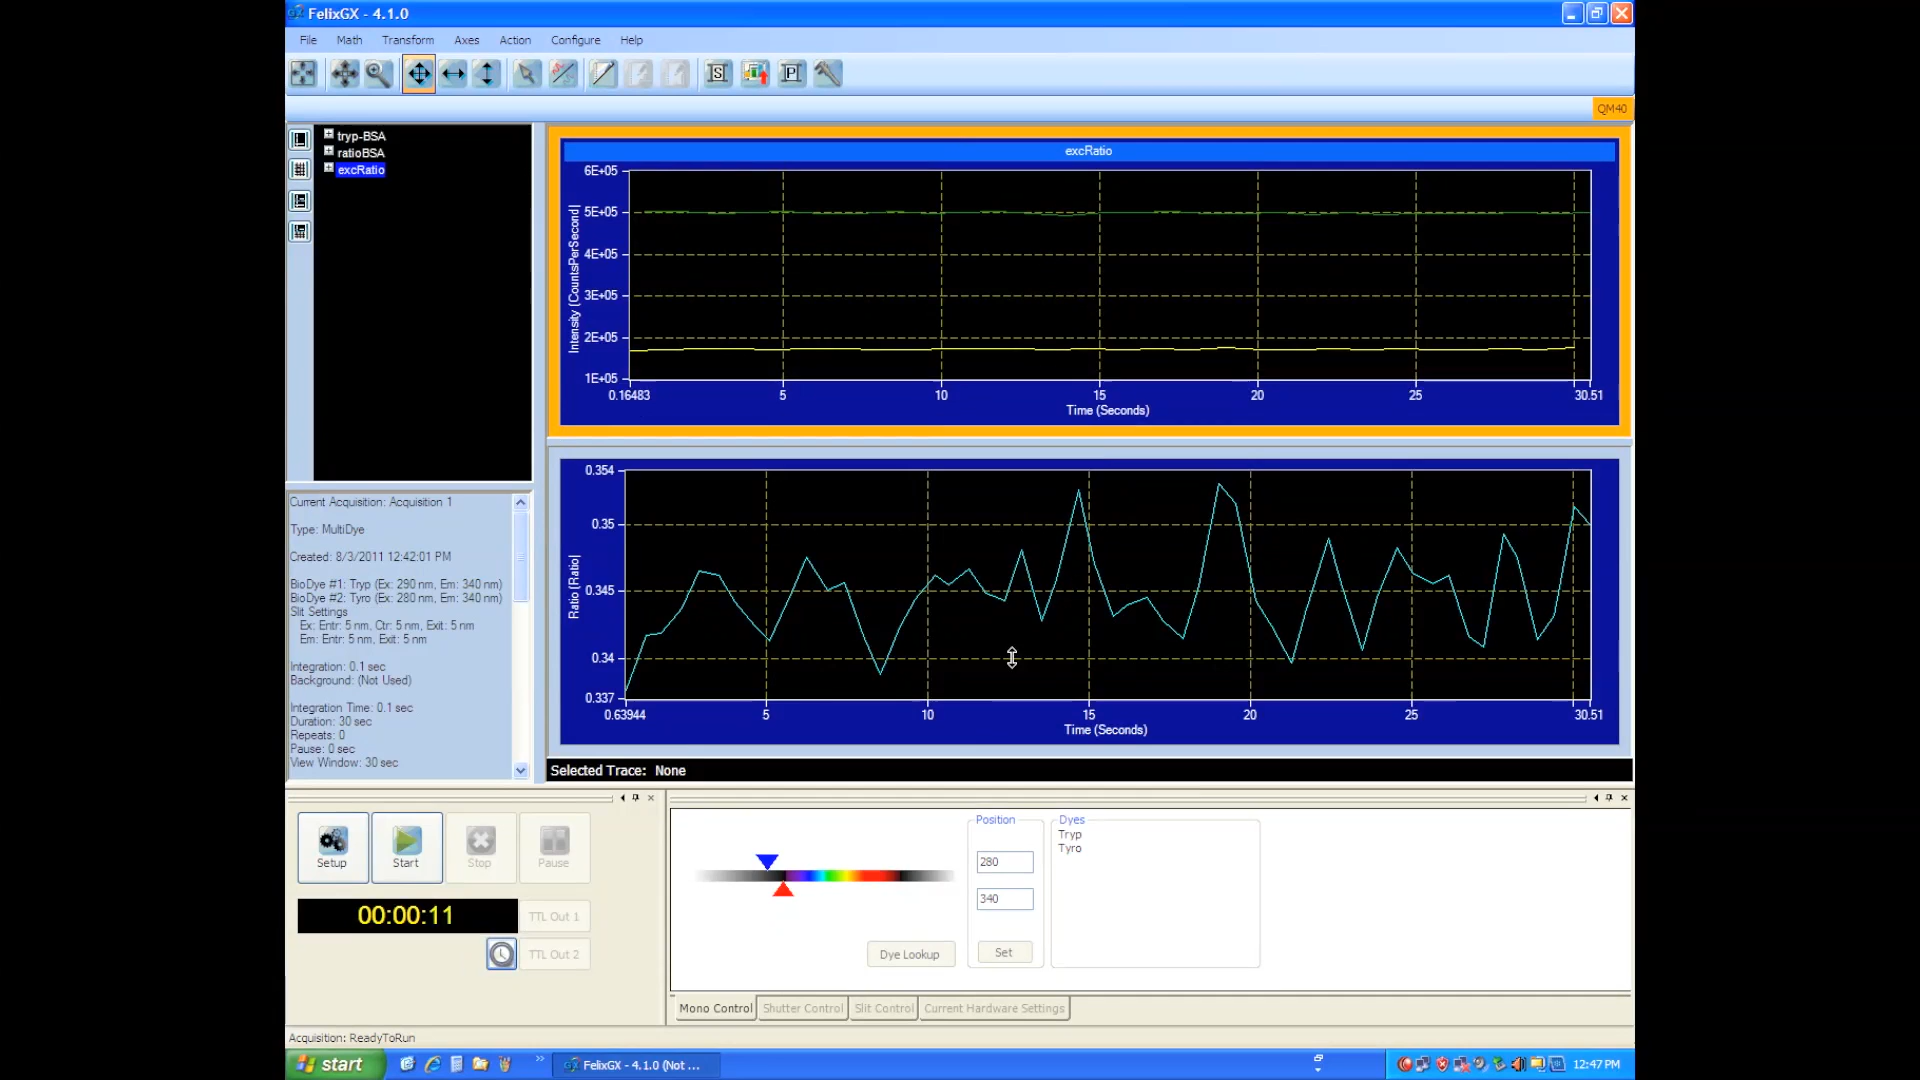 FelixGX - 4.1.0
File Math Transform Axes Action Configure Help
S P
QM40
tryp-BSA
ratioBSA
excRatio
excRatio
6E+05
5E+05
4E+05
3E+05
2E+05
1E+05
Intensity (CountsPerSecond)
0.16483 5 10 15 20 25 30.51
Time (Seconds)
0.354
0.35
0.345
0.34
0.337
Ratio (Ratio)
0.63944 5 10 15 20 25 30.51
Time (Seconds)
Selected Trace: None
Current Acquisition: Acquisition 1
Type: MultiDye
Created: 8/3/2011 12:42:01 PM
BioDye #1: Tryp (Ex: 290 nm, Em: 340 nm)
BioDye #2: Tyro (Ex: 280 nm, Em: 340 nm)
Slit Settings
Ex: Entr: 5 nm, Ctr: 5 nm, Exit: 5 nm
Em: Entr: 5 nm, Exit: 5 nm
Integration: 0.1 sec
Background: (Not Used)
Integration Time: 0.1 sec
Duration: 30 sec
Repeats: 0
Pause: 0 sec
View Window: 30 sec
Setup Start Stop Pause
00:00:11
TTL Out 1
TTL Out 2
Position
280
340
Set
Dye Lookup
Dyes
Tryp
Tyro
Mono Control Shutter Control Slit Control Current Hardware Settings
Acquisition: ReadyToRun
start
FelixGX - 4.1.0 (Not ...
12:47 PM